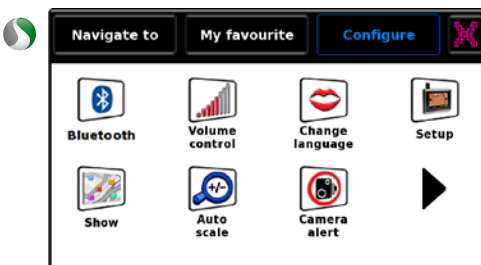 Navigate to My favourite Configure
Bluetooth Volume control Change language Setup
+/-
Show Auto scale Camera alert